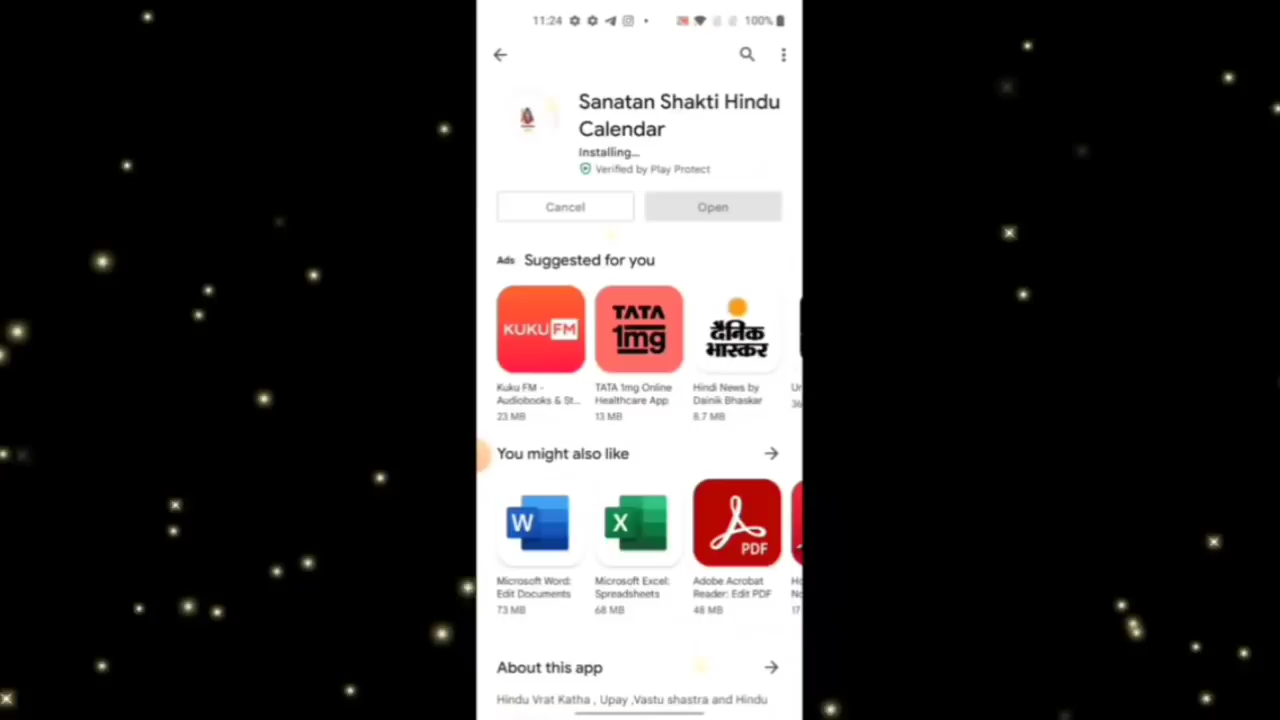 11:24 100%
Sanatan Shakti Hindu
Calendar
Installing...
Verified by Play Protect
Cancel Open
Ads Suggested for you
KUKU FM TATA 1mg दैनिक भास्कर
Kuku FM - TATA 1mg Online Hindi News by
Audiobooks & St... Healthcare App Dainik Bhaskar
23 MB 13 MB 8.7 MB
You might also like
W X PDF
Microsoft Word: Microsoft Excel: Adobe Acrobat
Edit Documents Spreadsheets Reader: Edit PDF
73 MB 68 MB 48 MB
About this app
Hindu Vrat Katha , Upay ,Vastu shastra and Hindu